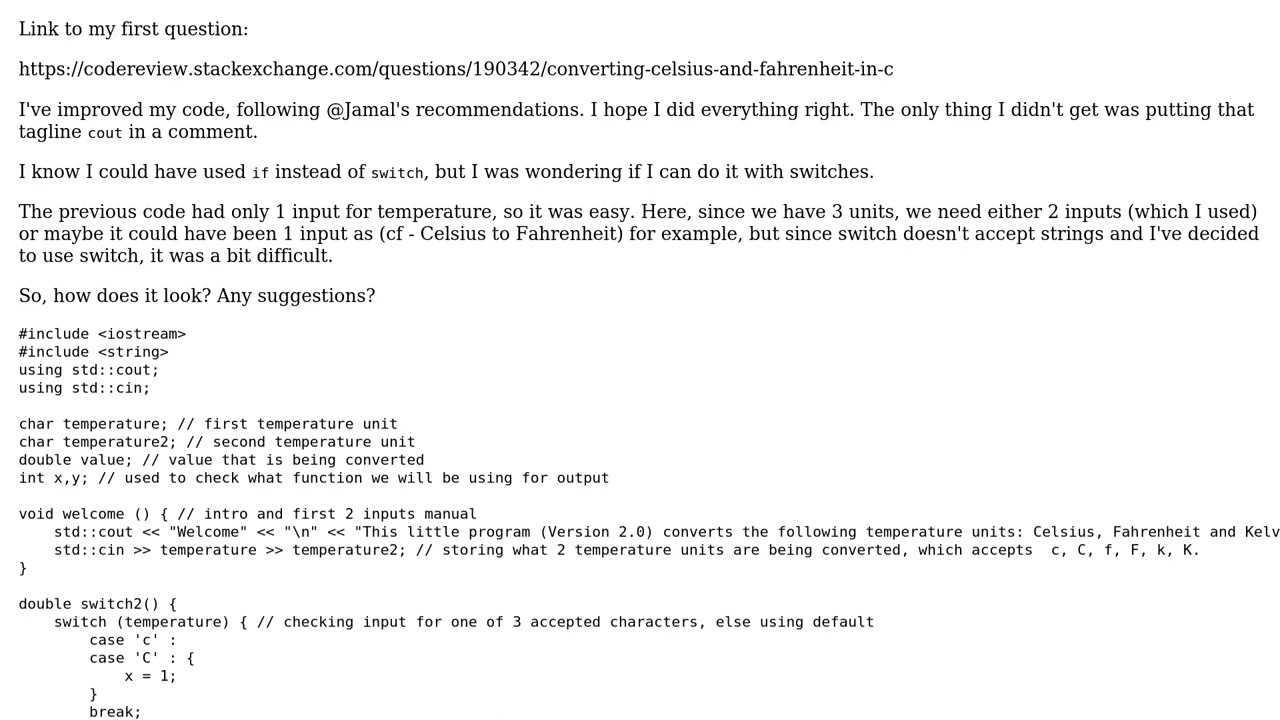 Link to my first question:
https://codereview.stackexchange.com/questions/190342/converting-celsius-and-fahrenheit-in-c
I've improved my code, following @Jamal's recommendations. I hope I did everything right. The only thing I didn't get was putting that
tagline cout in a comment.
I know I could have used if instead of switch, but I was wondering if I can do it with switches.
The previous code had only 1 input for temperature, so it was easy. Here, since we have 3 units, we need either 2 inputs (which I used)
or maybe it could have been 1 input as (cf - Celsius to Fahrenheit) for example, but since switch doesn't accept strings and I've decided
to use switch, it was a bit difficult.
So, how does it look? Any suggestions?
#include <iostream>
#include <string>
using std::cout;
using std::cin;
char temperature; // first temperature unit
char temperature2; // second temperature unit
double value; // value that is being converted
int x,y; // used to check what function we will be using for output
void welcome () { // intro and first 2 inputs manual
    std::cout << "Welcome" << "\n" << "This little program (Version 2.0) converts the following temperature units: Celsius, Fahrenheit and Kelv
    std::cin >> temperature >> temperature2; // storing what 2 temperature units are being converted, which accepts  c, C, f, F, k, K.
}
double switch2() {
    switch (temperature) { // checking input for one of 3 accepted characters, else using default
        case 'c' :
        case 'C' : {
            x = 1;
        }
        break;